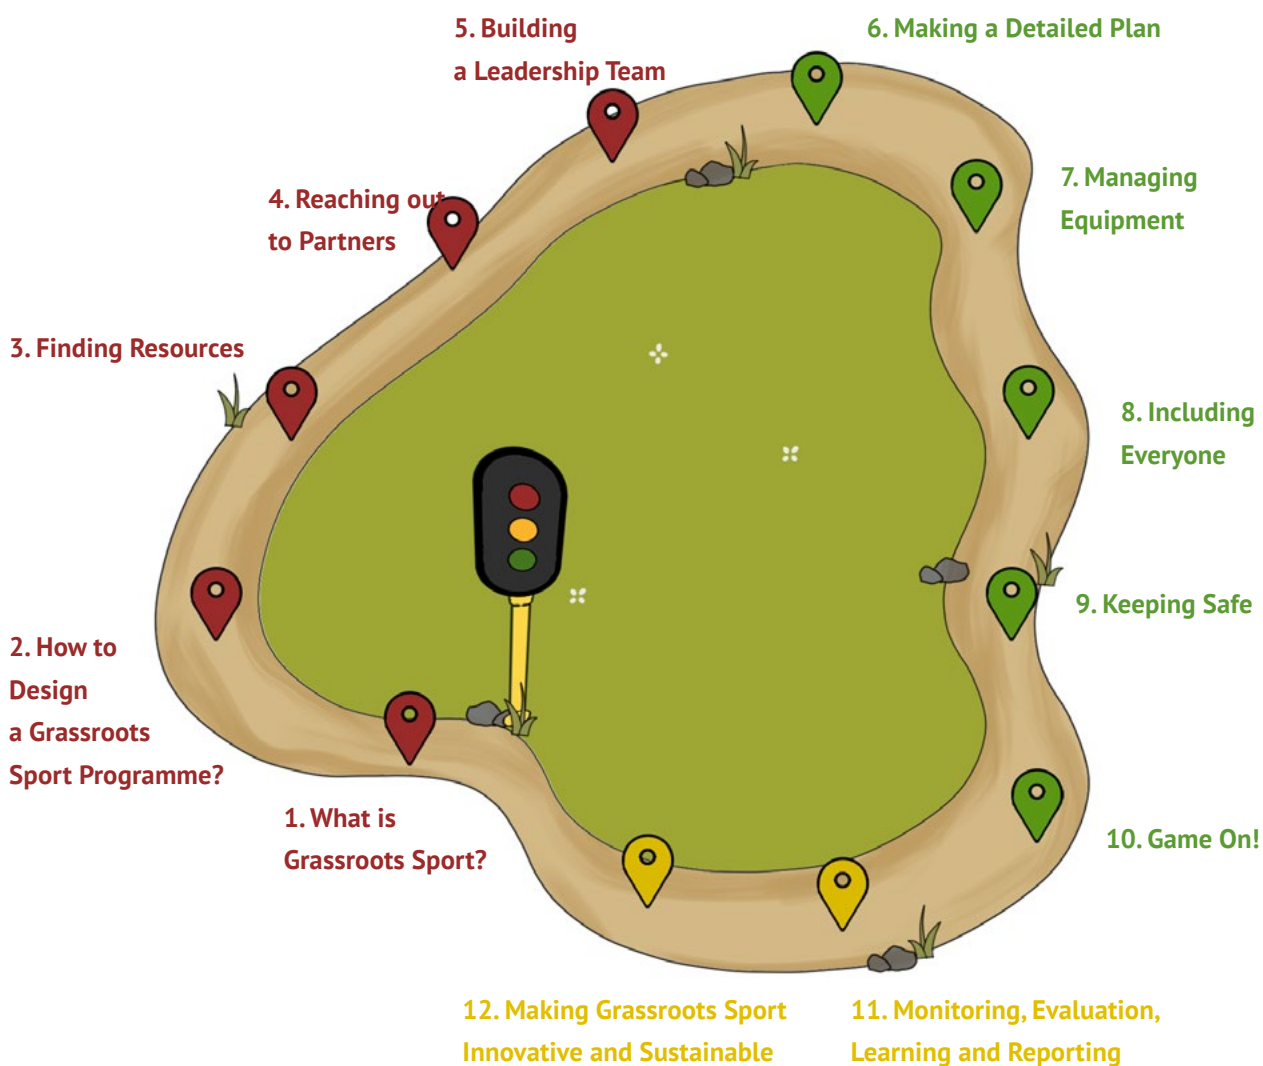 1. What is
Grassroots Sport?
2. How to
Design
a Grassroots
Sport Programme?
3. Finding Resources
4. Reaching out
to Partners
5. Building
a Leadership Team
6. Making a Detailed Plan
7. Managing
Equipment
8. Including
Everyone
9. Keeping Safe
10. Game On!
11. Monitoring, Evaluation,
Learning and Reporting
12. Making Grassroots Sport
Innovative and Sustainable